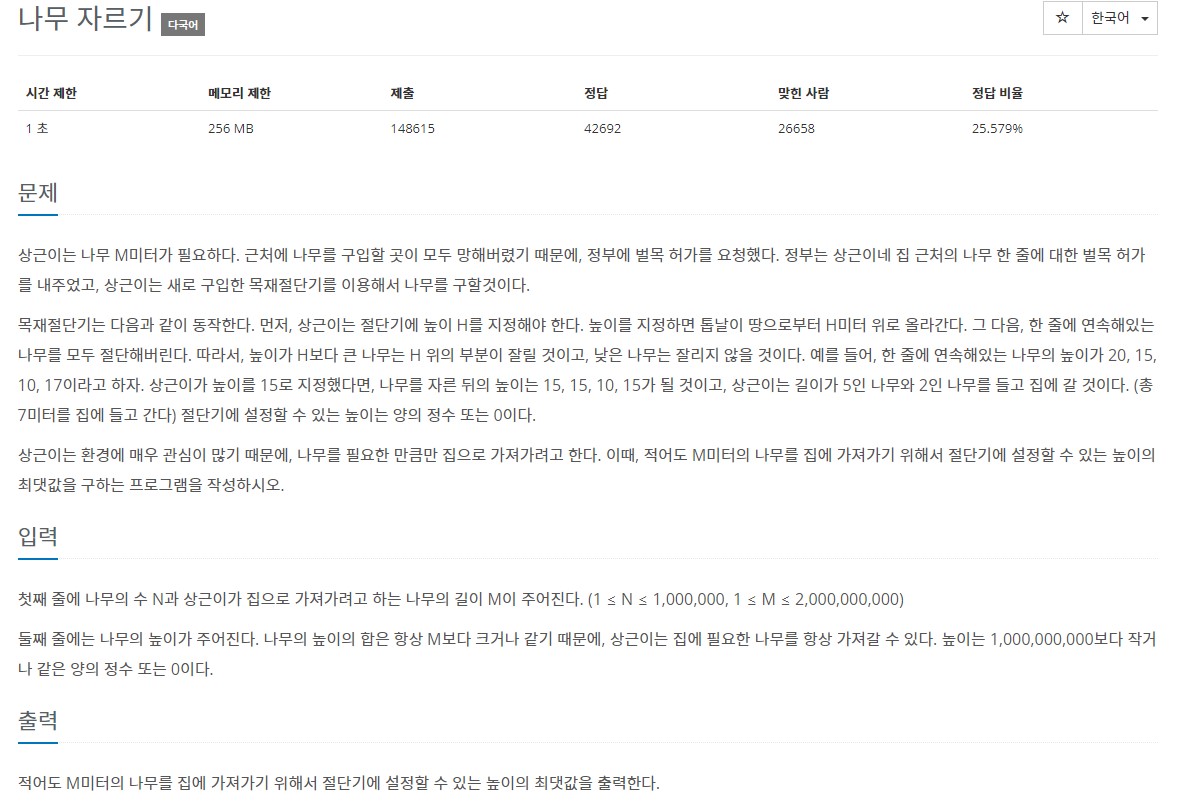 나무 자르기 다국어
☆ 한국어
시간 제한 메모리 제한 제출 정답 맞힌 사람 정답 비율
1 초 256 MB 148615 42692 26658 25.579%
문제
상근이는 나무 M미터가 필요하다. 근처에 나무를 구입할 곳이 모두 망해버렸기 때문에, 정부에 벌목 허가를 요청했다. 정부는 상근이네 집 근처의 나무 한 줄에 대한 벌목 허가
를 내주었고, 상근이는 새로 구입한 목재절단기를 이용해서 나무를 구할것이다.
목재절단기는 다음과 같이 동작한다. 먼저, 상근이는 절단기에 높이 H를 지정해야 한다. 높이를 지정하면 톱날이 땅으로부터 H미터 위로 올라간다. 그 다음, 한 줄에 연속해있는
나무를 모두 절단해버린다. 따라서, 높이가 H보다 큰 나무는 H 위의 부분이 잘릴 것이고, 낮은 나무는 잘리지 않을 것이다. 예를 들어, 한 줄에 연속해있는 나무의 높이가 20, 15,
10, 17이라고 하자. 상근이가 높이를 15로 지정했다면, 나무를 자른 뒤의 높이는 15, 15, 10, 15가 될 것이고, 상근이는 길이가 5인 나무와 2인 나무를 들고 집에 갈 것이다. (총
7미터를 집에 들고 간다) 절단기에 설정할 수 있는 높이는 양의 정수 또는 0이다.
상근이는 환경에 매우 관심이 많기 때문에, 나무를 필요한 만큼만 집으로 가져가려고 한다. 이때, 적어도 M미터의 나무를 집에 가져가기 위해서 절단기에 설정할 수 있는 높이의
최댓값을 구하는 프로그램을 작성하시오.
입력
첫째 줄에 나무의 수 N과 상근이가 집으로 가져가려고 하는 나무의 길이 M이 주어진다. (1 ≤ N ≤ 1,000,000, 1 ≤ M ≤ 2,000,000,000)
둘째 줄에는 나무의 높이가 주어진다. 나무의 높이의 합은 항상 M보다 크거나 같기 때문에, 상근이는 집에 필요한 나무를 항상 가져갈 수 있다. 높이는 1,000,000,000보다 작거
나 같은 양의 정수 또는 0이다.
출력
적어도 M미터의 나무를 집에 가져가기 위해서 절단기에 설정할 수 있는 높이의 최댓값을 출력한다.